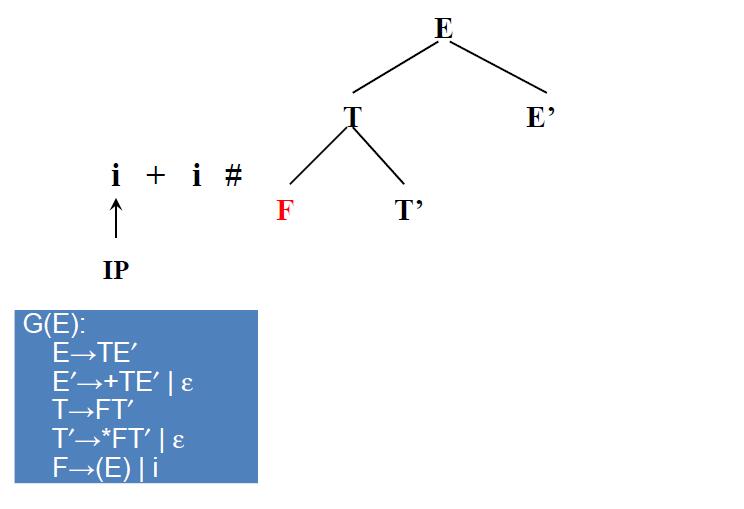 E
T E’
i + i #
F T’
IP
G(E):
E→TE′
E′→+TE′ | ε
T→FT′
T′→*FT′ | ε
F→(E) | i